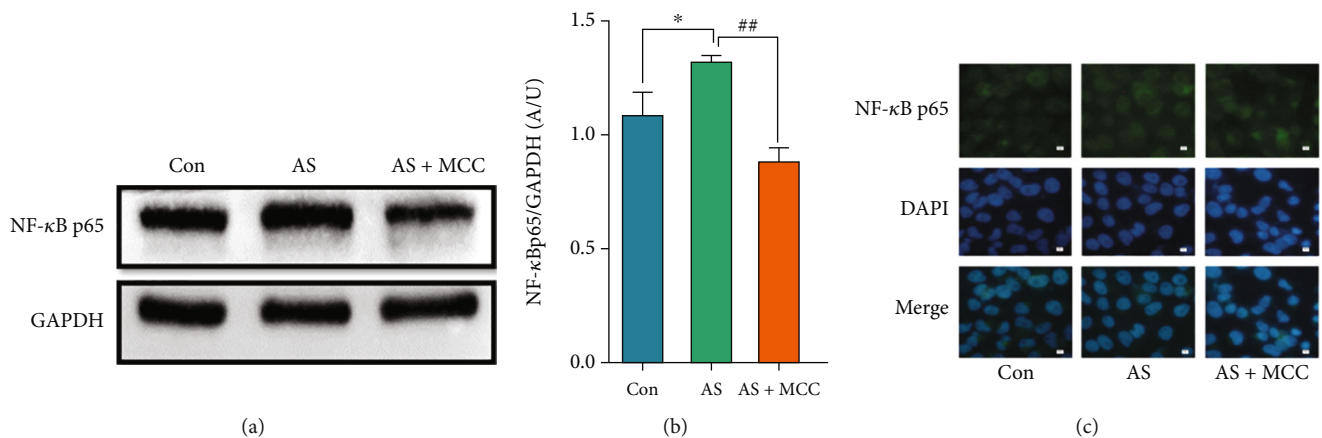 Con AS AS + MCC
NF-κB p65
GAPDH
(a)
NF-κBp65/GAPDH (A/U)
1.5
1.0
0.5
0.0
*
##
Con AS AS + MCC
(b)
NF-κB p65
DAPI
Merge
Con AS AS + MCC
(c)